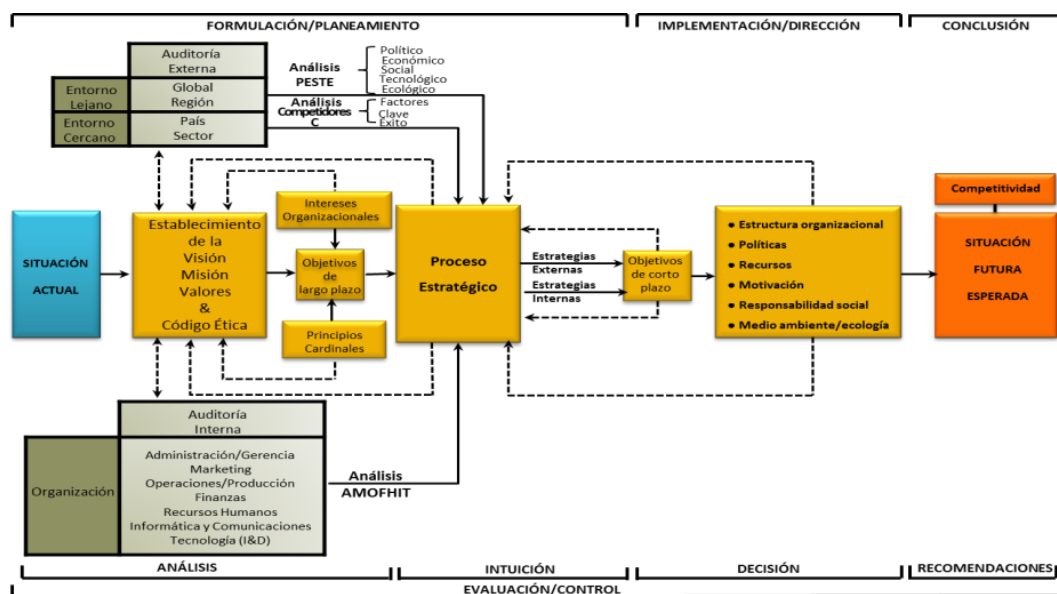 FORMULACIÓN/PLANEAMIENTO
IMPLEMENTACIÓN/DIRECCIÓN
CONCLUSIÓN
Auditoría
Externa
Entorno
Lejano
Global
Región
Entorno
Cercano
País
Sector
Análisis
PESTE
Político
Económico
Social
Tecnológico
Ecológico
Análisis
Competidores
C
Factores
Clave
Éxito
SITUACIÓN
ACTUAL
Establecimiento
de la
Visión
Misión
Valores
&
Código Ética
Intereses
Organizacionales
Objetivos
de
largo plazo
Principios
Cardinales
Proceso
Estratégico
Estrategias
Externas
Estrategias
Internas
Objetivos
de corto
plazo
• Estructura organizacional
• Políticas
• Recursos
• Motivación
• Responsabilidad social
• Medio ambiente/ecología
Competitividad
SITUACIÓN
FUTURA
ESPERADA
Auditoría
Interna
Organización
Administración/Gerencia
Marketing
Operaciones/Producción
Finanzas
Recursos Humanos
Informática y Comunicaciones
Tecnología (I&D)
Análisis
AMOFHIT
ANÁLISIS
INTUICIÓN
DECISIÓN
RECOMENDACIONES
EVALUACIÓN/CONTROL